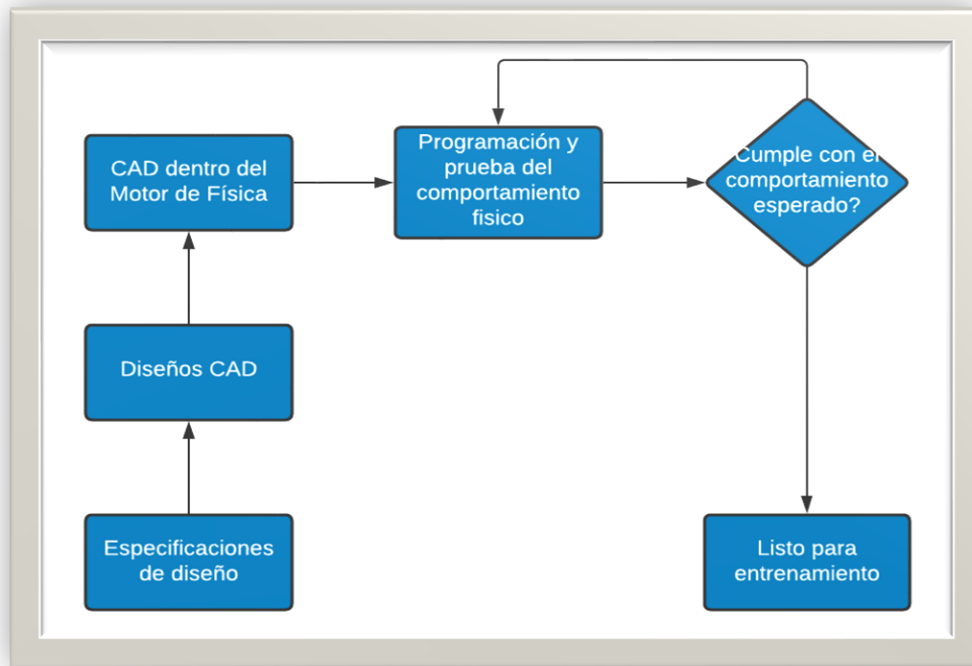 CAD dentro del
Motor de Física
Programación y
prueba del
comportamiento
fisico
Cumple con el
comportamiento
esperado?
Diseños CAD
Especificaciones
de diseño
Listo para
entrenamiento